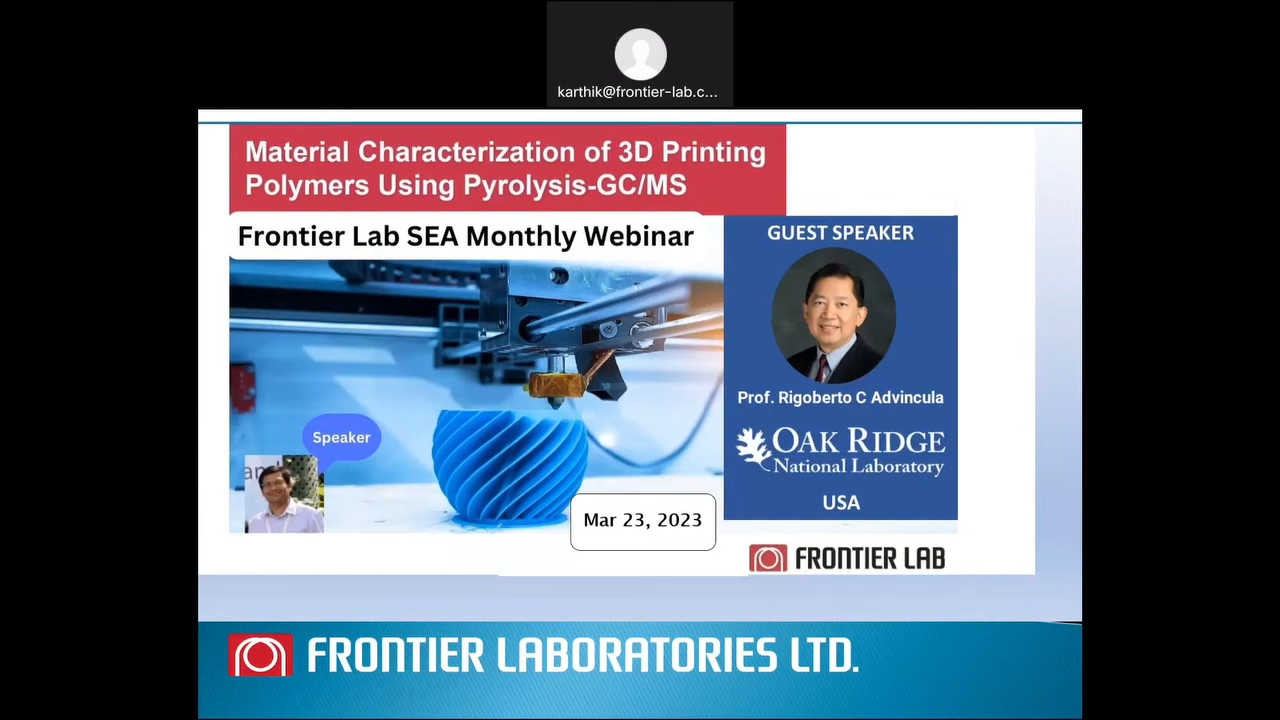 karthik@frontier-lab.c...
Material Characterization of 3D Printing
Polymers Using Pyrolysis-GC/MS
Frontier Lab SEA Monthly Webinar
GUEST SPEAKER
Prof. Rigoberto C Advincula
OAK RIDGE
National Laboratory
USA
Speaker
an
Mar 23, 2023
FRONTIER LAB
FRONTIER LABORATORIES LTD.